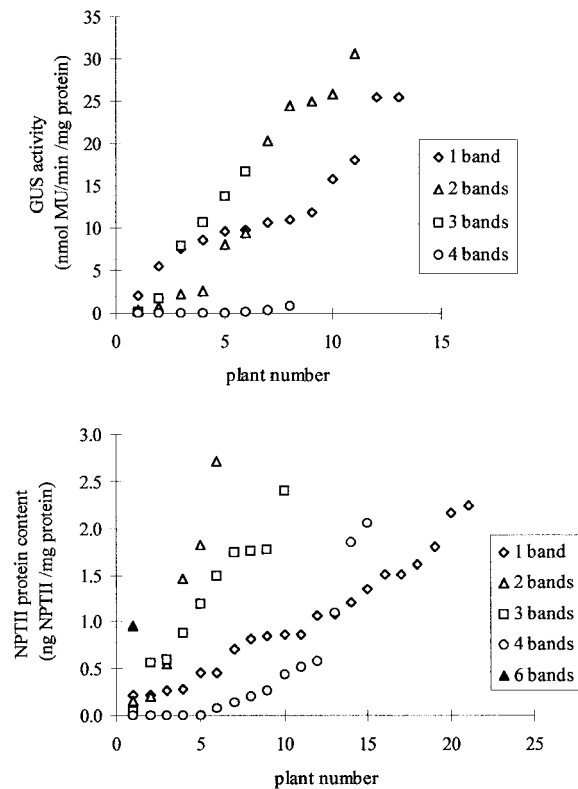 GUS activity
(nmol MU/min /mg protein)
35
30
25
20
15
10
5
0
0
5
10
15
plant number
1 band
2 bands
3 bands
4 bands
NPTII protein content
(ng NPTII /mg protein)
3.0
2.5
2.0
1.5
1.0
0.5
0.0
0
5
10
15
20
25
plant number
1 band
2 bands
3 bands
4 bands
6 bands